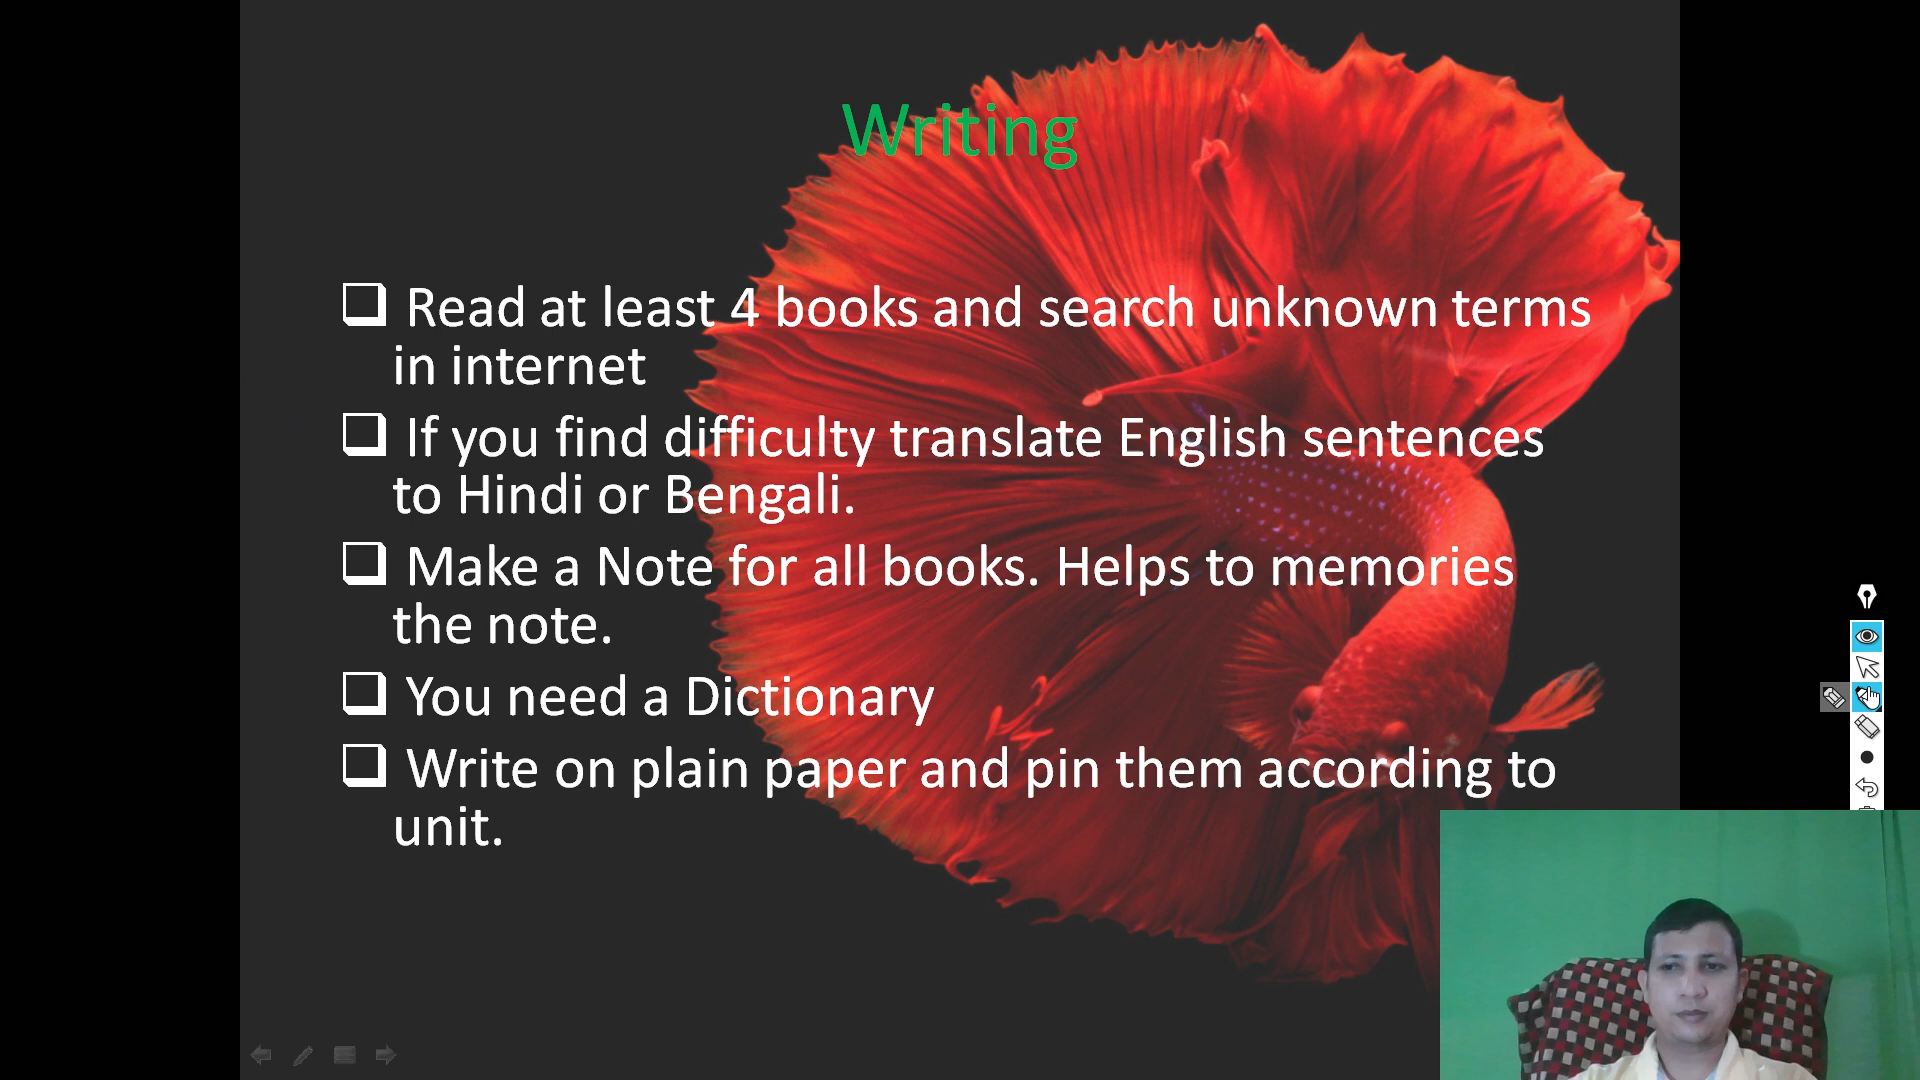 Writing
❑ Read at least 4 books and search unknown terms
in internet
❑ If you find difficulty translate English sentences
to Hindi or Bengali.
❑ Make a Note for all books. Helps to memories
the note.
❑ You need a Dictionary
❑ Write on plain paper and pin them according to
unit.